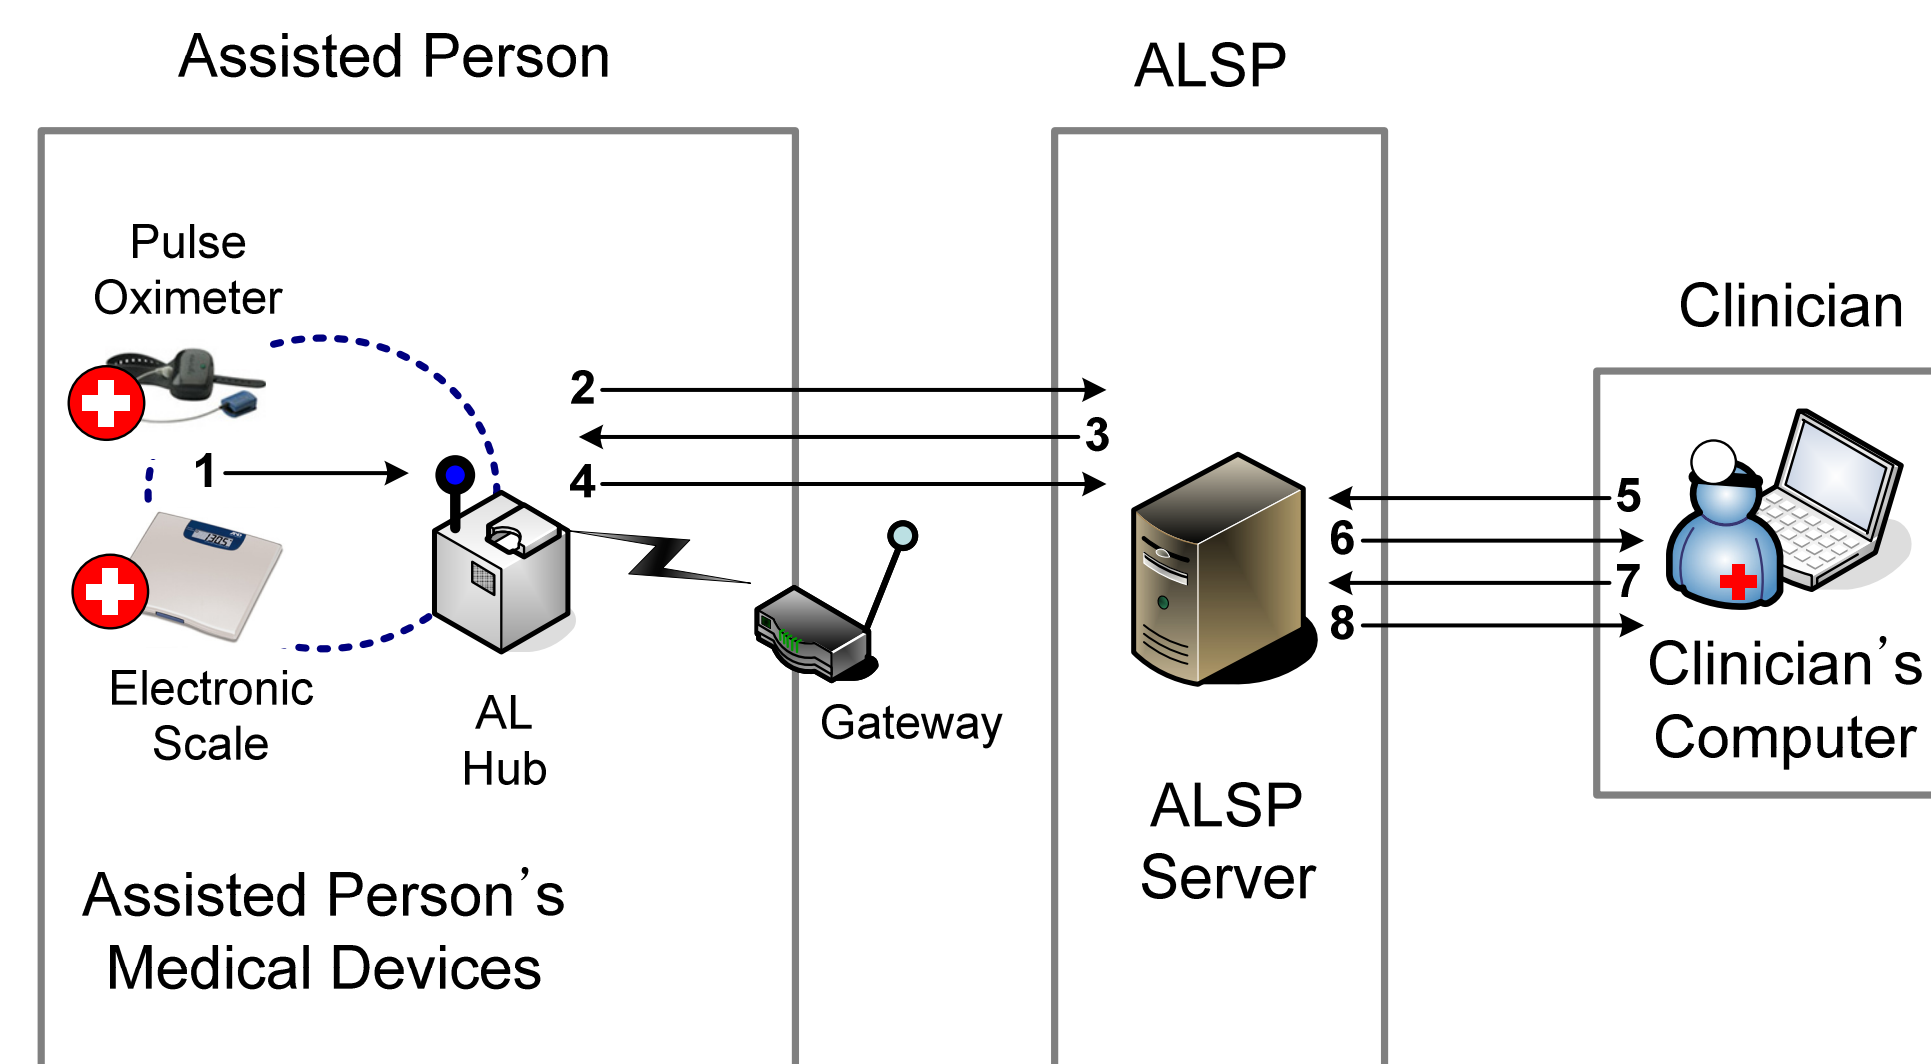 Assisted Person
ALSP
Pulse
Oximeter
Clinician
2
3
1
4
5
6
7
8
Electronic
Scale
AL
Hub
Gateway
Clinician’s
Computer
ALSP
Server
Assisted Person’s
Medical Devices